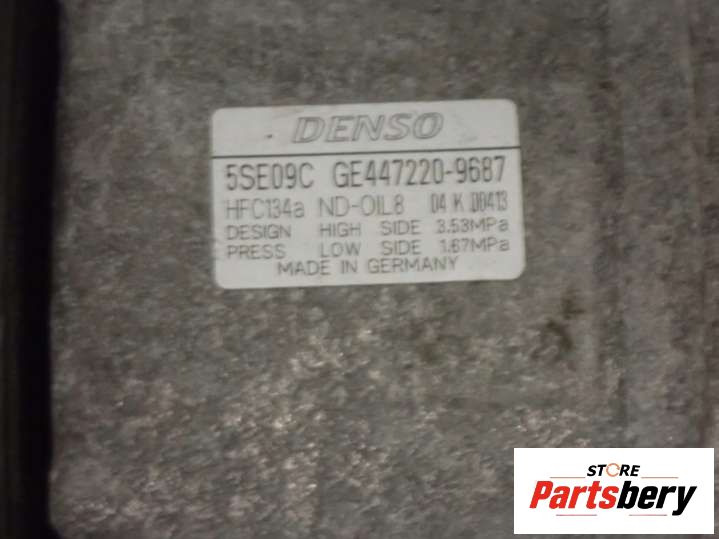 DENSO
5SE09C GE447220-9687
HFC134a ND-OIL8 04 K 00413
DESIGN HIGH SIDE 3.53MPa
PRESS LOW SIDE 1.67MPa
MADE IN GERMANY
STORE
Partsbery